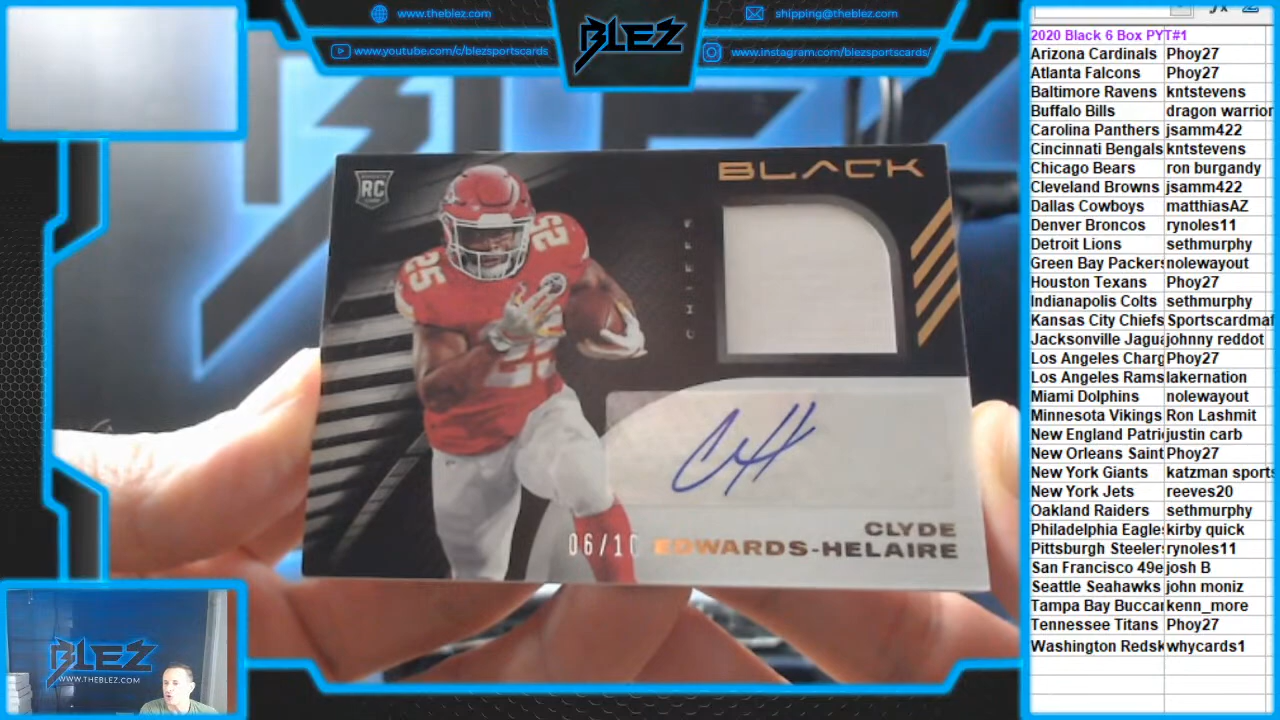 www.theblez.com
www.youtube.com/c/blezsportscards
BLEZ
shipping@theblez.com
www.instagram.com/blezsportscards/
RC
BLACK
CHIEFS
25
25
25
CLYDE
EDWARDS-HELAIRE
06/10
BLEZ
WWW.THEBLEZ.COM
2020 Black 6 Box PYT#1
Arizona Cardinals Phoy27
Atlanta Falcons Phoy27
Baltimore Ravens kntstevens
Buffalo Bills dragon warrior
Carolina Panthers jsamm422
Cincinnati Bengals kntstevens
Chicago Bears ron burgandy
Cleveland Browns jsamm422
Dallas Cowboys matthiasAZ
Denver Broncos rynoles11
Detroit Lions sethmurphy
Green Bay Packers nolewayout
Houston Texans Phoy27
Indianapolis Colts sethmurphy
Kansas City Chiefs Sportscardmaf
Jacksonville Jagua johnny reddot
Los Angeles Charg Phoy27
Los Angeles Rams lakernation
Miami Dolphins nolewayout
Minnesota Vikings Ron Lashmit
New England Patri justin carb
New Orleans Saint Phoy27
New York Giants katzman sports
New York Jets reeves20
Oakland Raiders sethmurphy
Philadelphia Eagle kirby quick
Pittsburgh Steeler rynoles11
San Francisco 49e josh B
Seattle Seahawks john moniz
Tampa Bay Buccan kenn_more
Tennessee Titans Phoy27
Washington Redsk whycards1